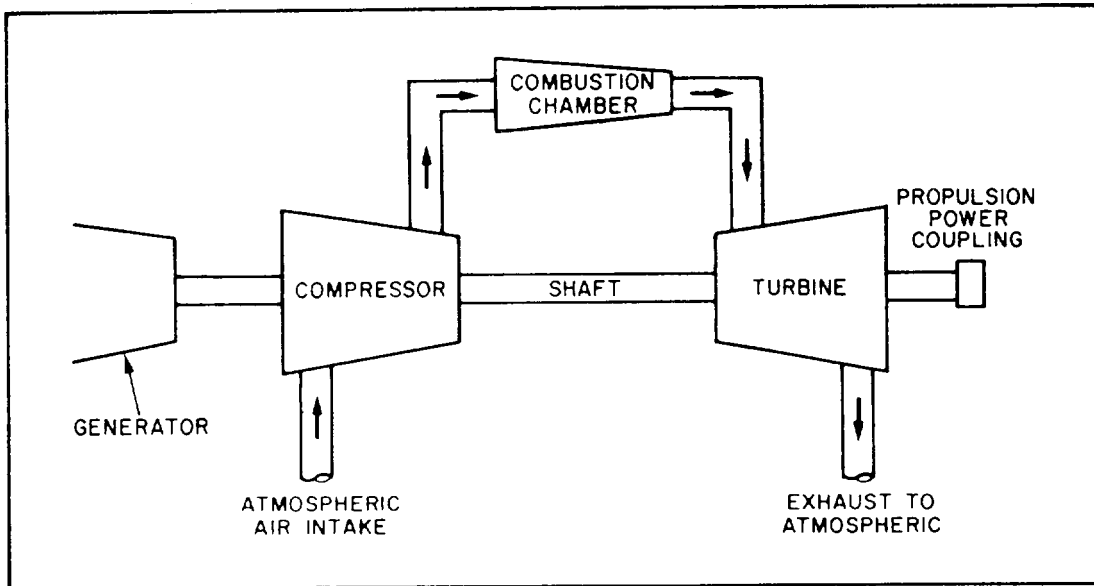 COMBUSTION
CHAMBER
PROPULSION
POWER
COUPLING
COMPRESSOR
SHAFT
TURBINE
GENERATOR
ATMOSPHERIC
AIR INTAKE
EXHAUST TO
ATMOSPHERIC